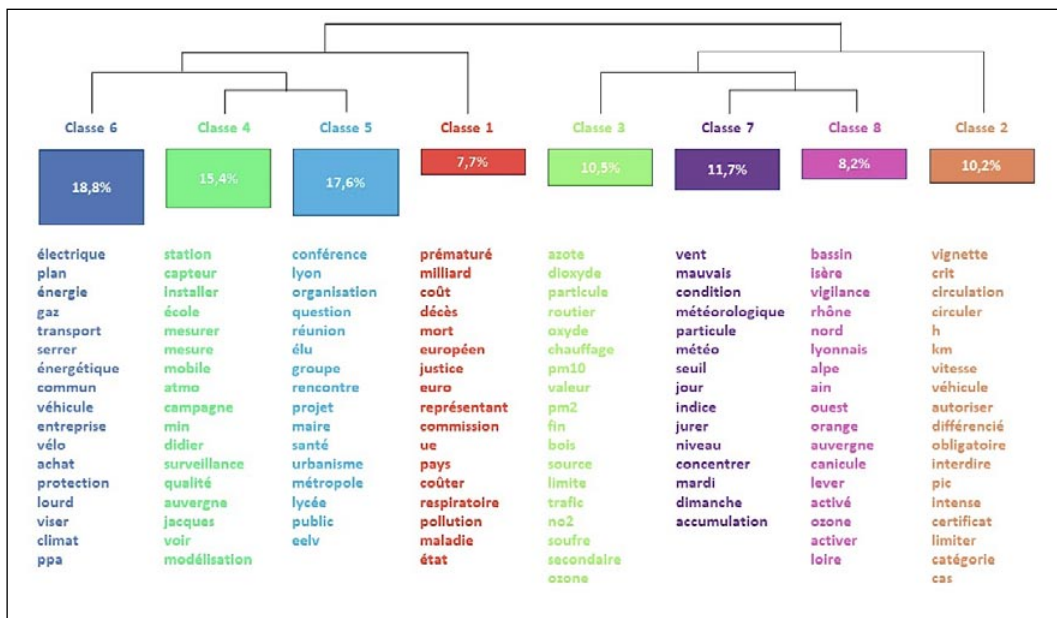 Classe 6 Classe 4 Classe 5 Classe 1 Classe 3 Classe 7 Classe 8 Classe 2
18,8% 15,4% 17,6% 7,7% 10,5% 11,7% 8,2% 10,2%
électrique station conférence prématuré azote vent bassin vignette
plan capteur lyon milliard dioxyde mauvais isère crit
énergie installer organisation coût particule condition vigilance circulation
gaz école question décès routier météorologique rhône circuler
transport mesurer réunion mort oxyde particule nord h
serrer mesure élu européen chauffage météo lyonnais km
énergétique mobile groupe justice pm10 seuil alpe vitesse
commun atmo rencontre euro valeur jour ain véhicule
véhicule campagne projet représentant pm2 indice ouest autoriser
entreprise min maire commission fin jurer orange différencié
vélo didier santé ue bois niveau auvergne obligatoire
achat surveillance urbanisme pays source concentrer canicule interdire
protection qualité métropole coûter limite mardi lever pic
lourd auvergne lycée respiratoire trafic dimanche activé intense
viser jacques public pollution no2 accumulation ozone certificat
climat voir eelv maladie soufre activer limiter
ppa modélisation état secondaire loire catégorie
ozone cas